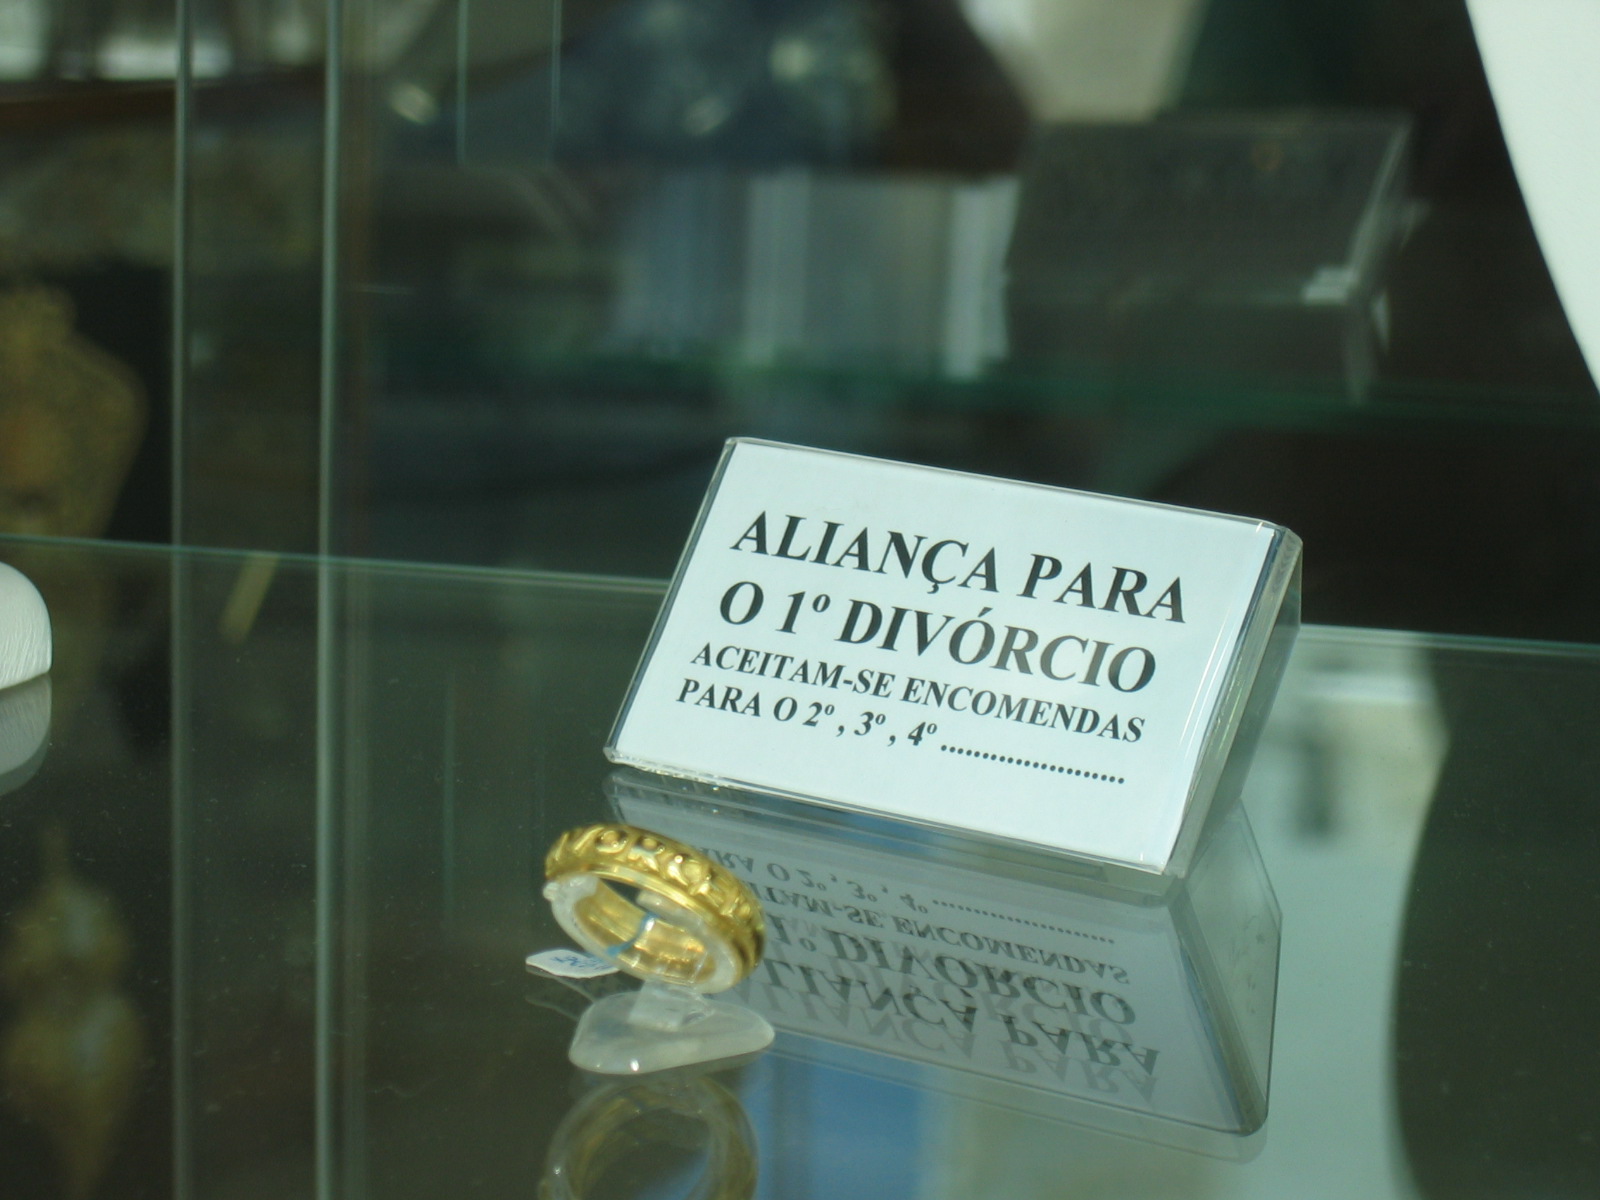 ALIANÇA PARA
O 1º DIVÓRCIO
ACEITAM-SE ENCOMENDAS
PARA O 2º, 3º, 4º ........................